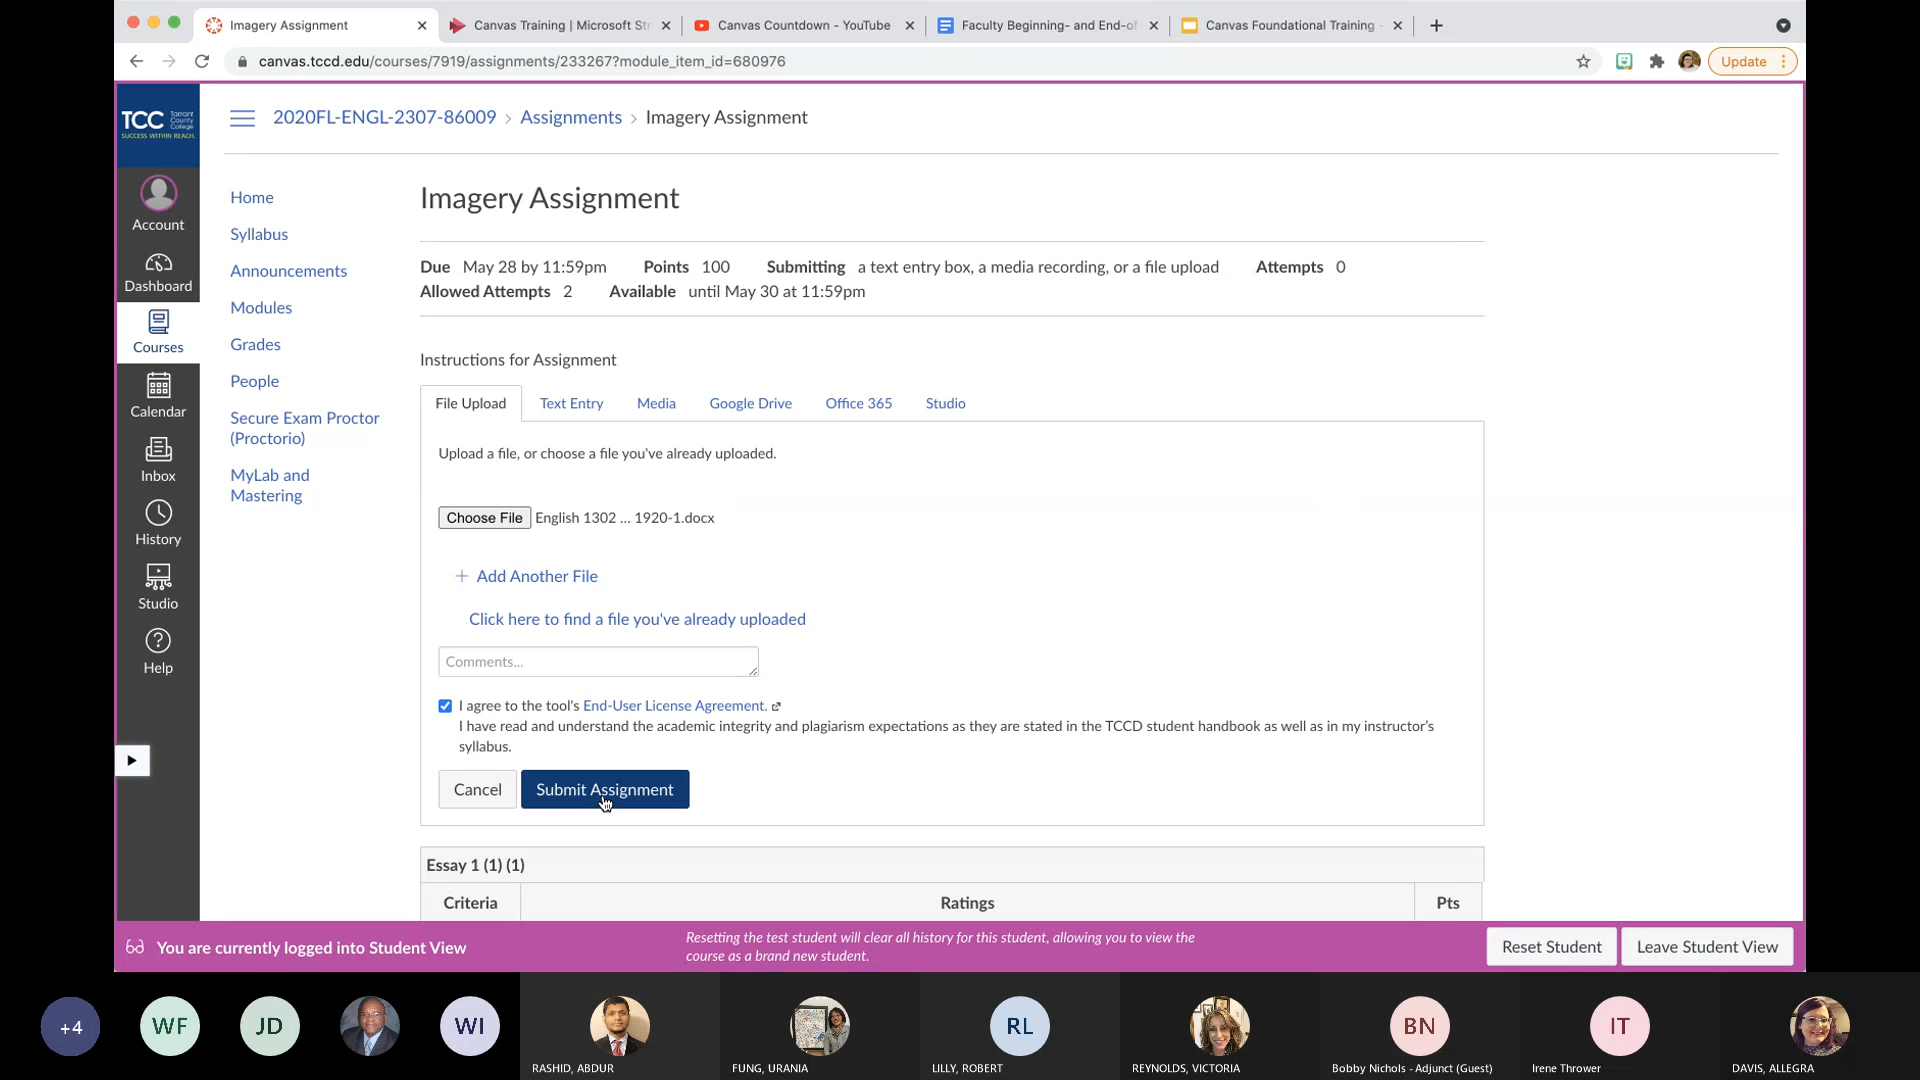 Imagery Assignment
Canvas Training | Microsoft St
Canvas Countdown - YouTube
Faculty Beginning- and End-of
Canvas Foundational Training -
canvas.tccd.edu/courses/7919/assignments/233267?module_item_id=680976
Update
TCC Tarrant County College
SUCCESS WITHIN REACH.
2020FL-ENGL-2307-86009 › Assignments › Imagery Assignment
Account
Dashboard
Courses
Calendar
Inbox
History
Studio
Help
Home
Syllabus
Announcements
Modules
Grades
People
Secure Exam Proctor
(Proctorio)
MyLab and
Mastering
Imagery Assignment
Due May 28 by 11:59pm Points 100 Submitting a text entry box, a media recording, or a file upload Attempts 0
Allowed Attempts 2 Available until May 30 at 11:59pm
Instructions for Assignment
File Upload Text Entry Media Google Drive Office 365 Studio
Upload a file, or choose a file you've already uploaded.
Choose File English 1302 ... 1920-1.docx
+ Add Another File
Click here to find a file you've already uploaded
Comments...
I agree to the tool's End-User License Agreement.
I have read and understand the academic integrity and plagiarism expectations as they are stated in the TCCD student handbook as well as in my instructor's
syllabus.
Cancel Submit Assignment
Essay 1 (1) (1)
Criteria Ratings Pts
You are currently logged into Student View
Resetting the test student will clear all history for this student, allowing you to view the
course as a brand new student.
Reset Student Leave Student View
+4 WF JD WI RL BN IT
RASHID, ABDUR FUNG, URANIA LILLY, ROBERT REYNOLDS, VICTORIA Bobby Nichols - Adjunct (Guest) Irene Thrower DAVIS, ALLEGRA